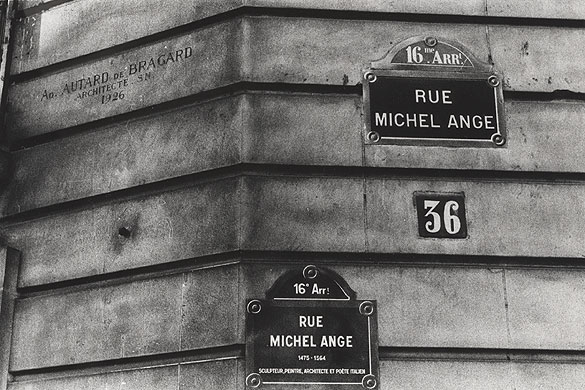 AD. AUTARD DE BRAGARD
ARCHITECTE SN
1926
16me ARRt
RUE
MICHEL ANGE
36
16e Arrt
RUE
MICHEL ANGE
1475 - 1564
SCULPTEUR, PEINTRE, ARCHITECTE ET POÈTE ITALIEN